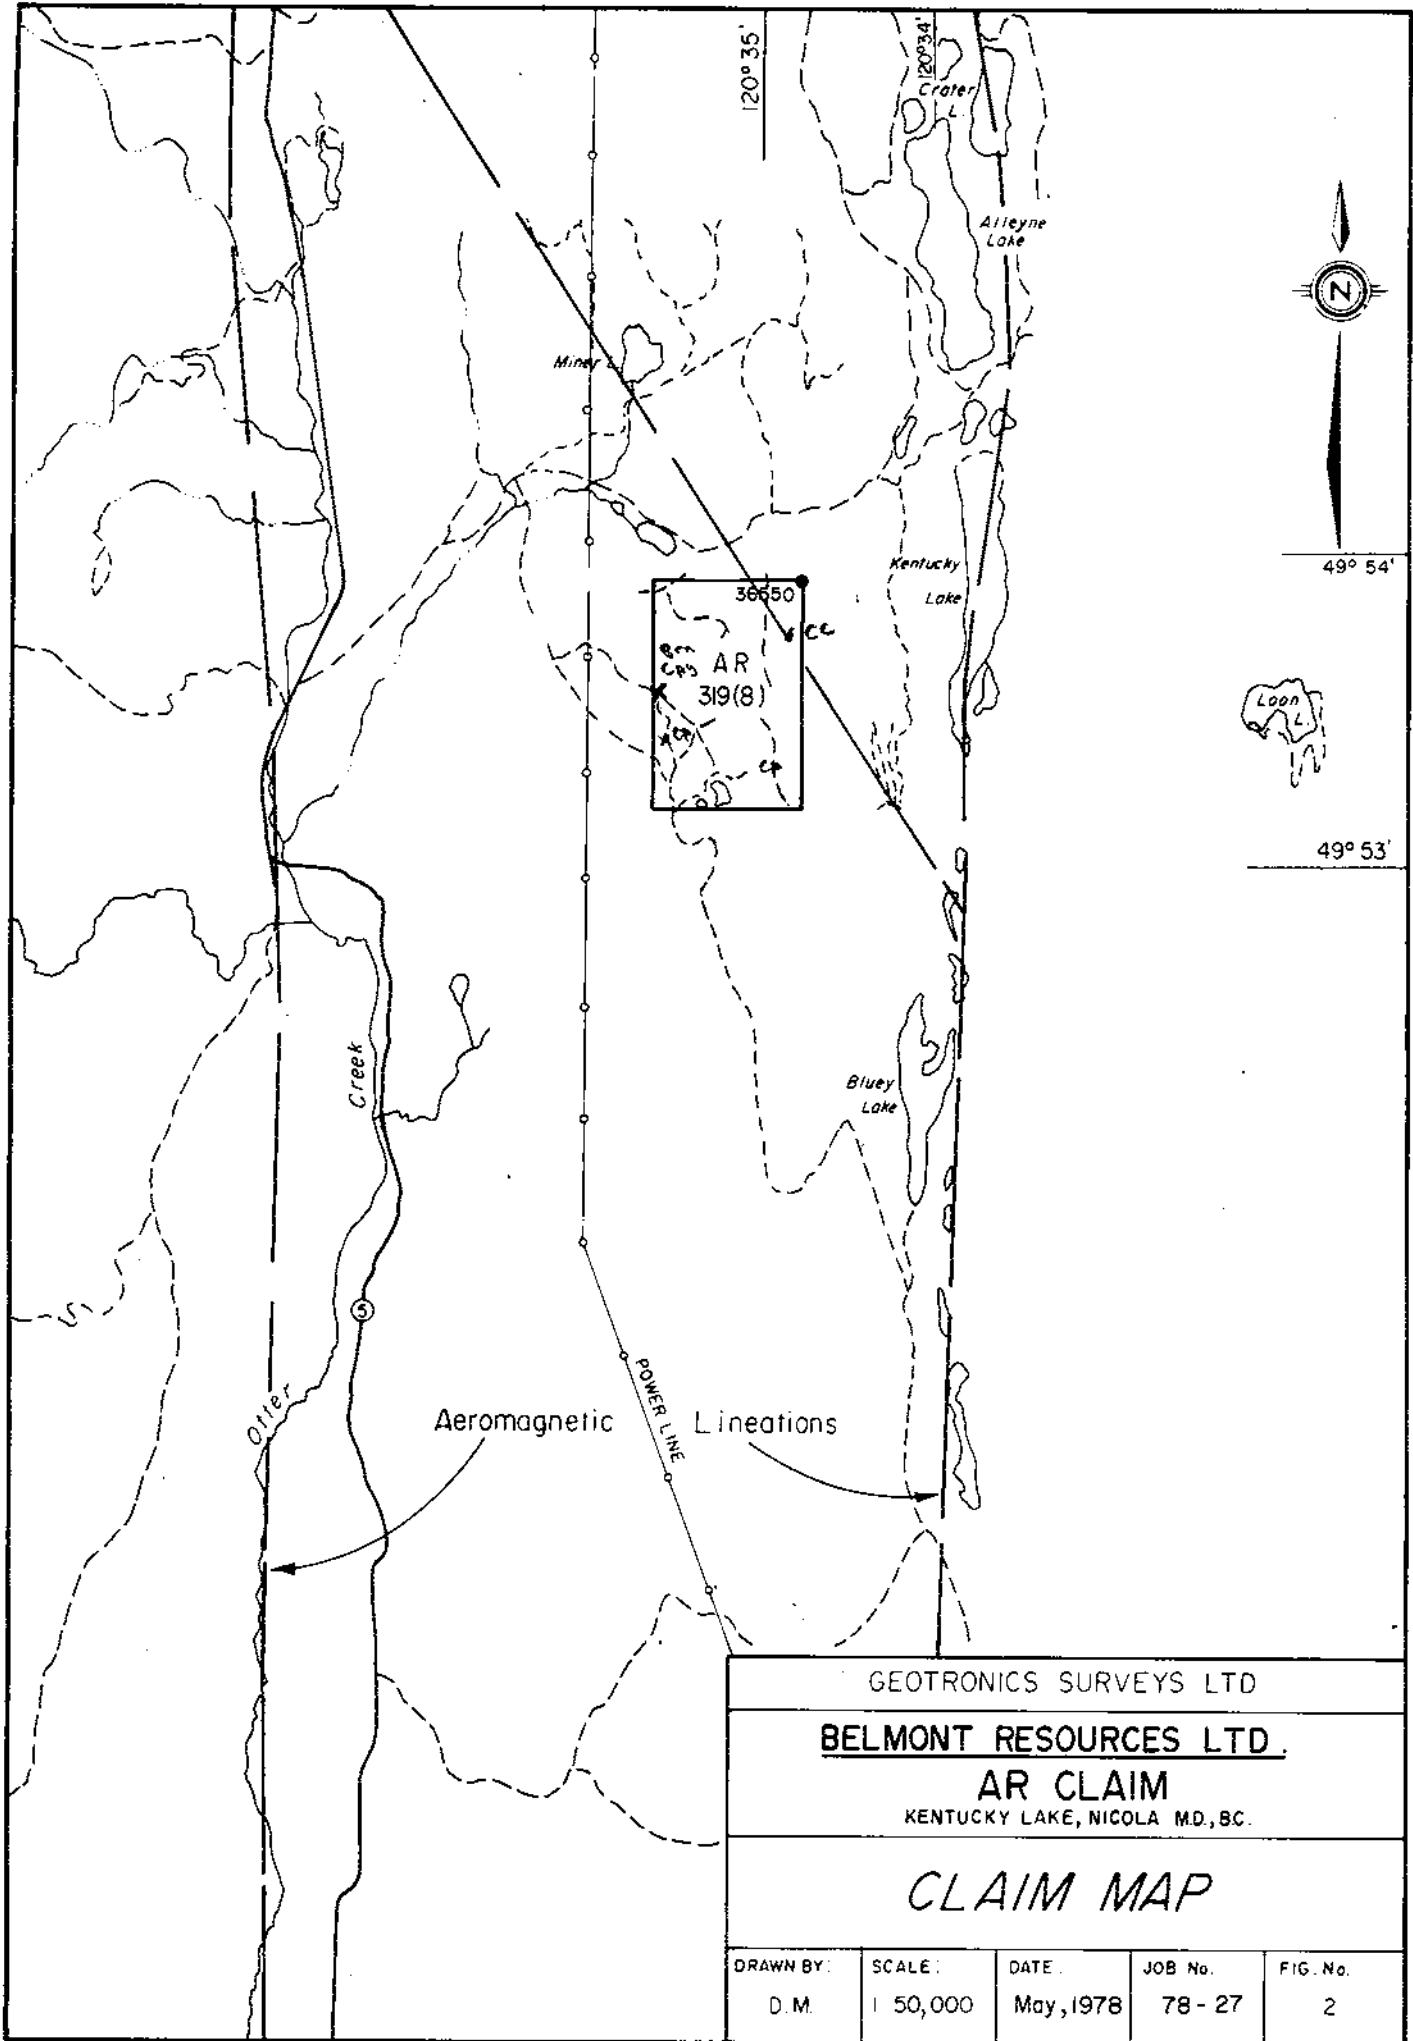 120° 35'
120° 34'
Crater
L.
Alleyne
Lake
N
Miner L.
49° 54'
Kentucky
Lake
36550
CC
AR
319(8)
Loon
L.
49° 53'
Creek
Bluey
Lake
5
POWER LINE
Otter
Aeromagnetic Lineations
GEOTRONICS SURVEYS LTD
BELMONT RESOURCES LTD.
AR CLAIM
KENTUCKY LAKE, NICOLA M.D., B.C.
CLAIM MAP
DRAWN BY: SCALE: DATE: JOB No. FIG. No.
D.M. 1 50,000 May, 1978 78-27 2